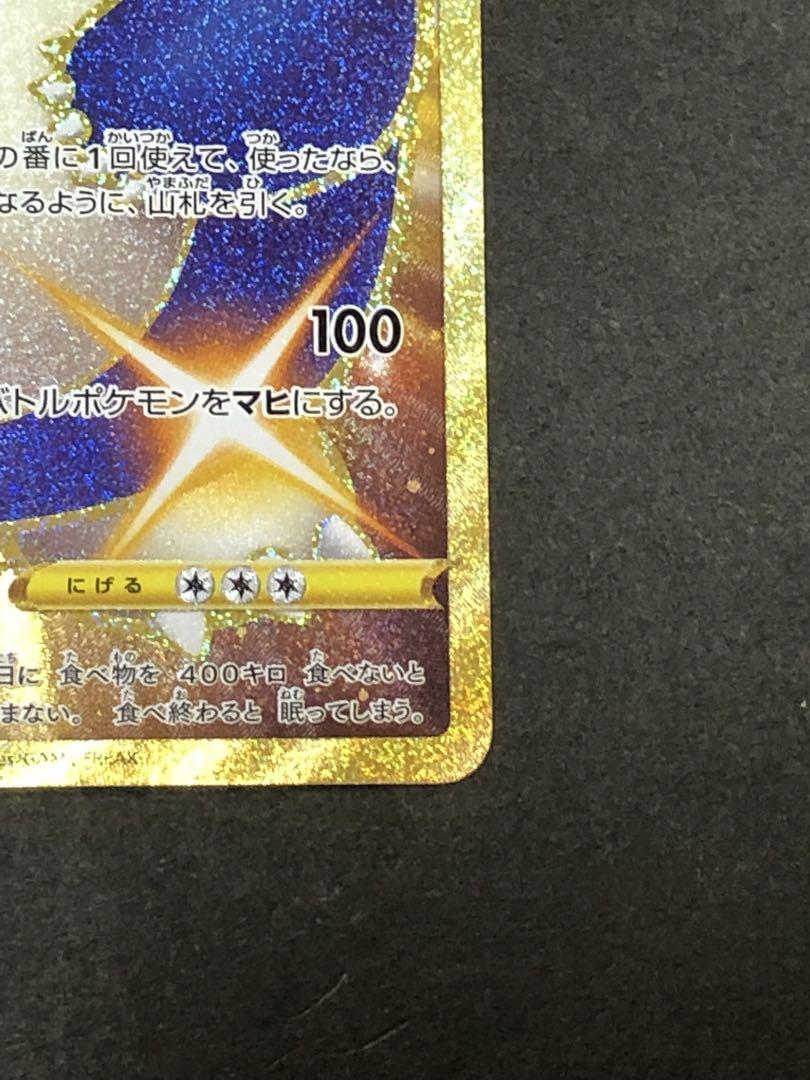 の番に1回使えて、使ったなら、
なるように、山札を引く。
100
バトルポケモンをマヒにする。
にげる
日に 食べ物を 400キロ 食べないと
まない。 食べ終わると 眠ってしまう。
GAME FREAK